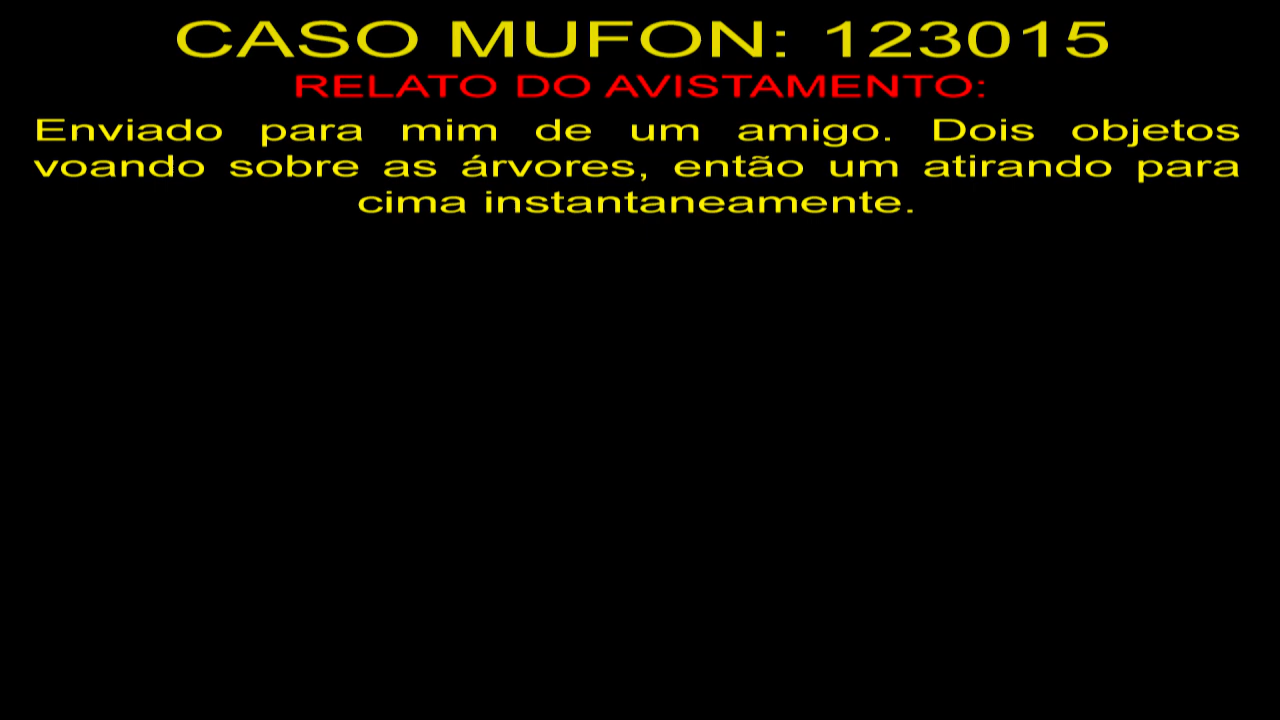 CASO MUFON: 123015
RELATO DO AVISTAMENTO:
Enviado para mim de um amigo. Dois objetos
voando sobre as árvores, então um atirando para
cima instantaneamente.